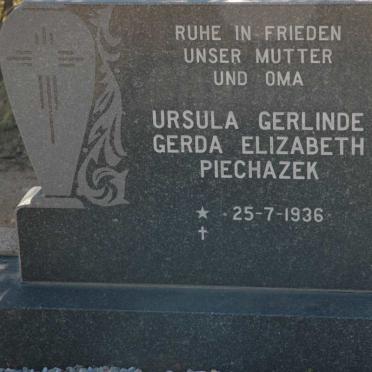 RUHE IN FRIEDEN
UNSER MUTTER
UND OMA
URSULA GERLINDE
GERDA ELIZABETH
PIECHAZEK
★ 25-7-1936
✝